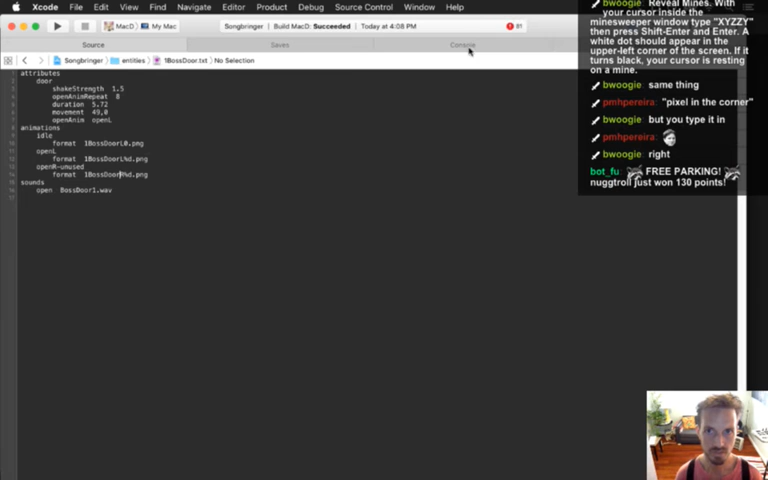 Xcode File Edit View Find Navigate Editor Product Debug Source Control Window Help
MacD My Mac
Songbringer Build MacD: Succeeded Today at 4:08 PM
Source Saves Console
Songbringer entities 1BossDoor.txt No Selection
attributes
door
shakeStrength 1.5
openAnimRepeat 8
duration 5.72
movement 49,0
openAnim openL
animations
idle
format 1BossDoorL0.png
openL
format 1BossDoorL%d.png
openR-unused
format 1BossDoorR%d.png
sounds
open BossDoor1.wav
bwoogie: Reveal Mines. With
your cursor inside the
minesweeper window type "XYZZY"
then press Shift-Enter and Enter. A
white dot should appear in the
upper-left corner of the screen. If it
turns black, your cursor is resting
on a mine.
bwoogie: same thing
pmhpereira: "pixel in the corner"
bwoogie: but you type it in
pmhpereira:
bwoogie: right
bot_fu FREE PARKING!
nuggtroll just won 130 points!